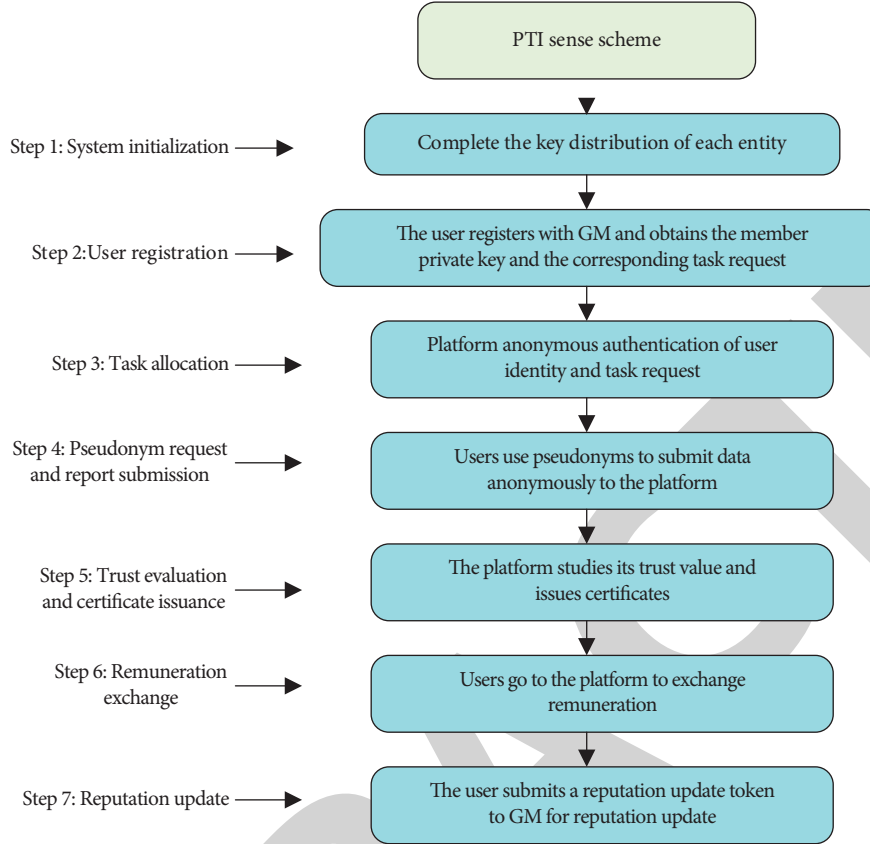 PTI sense scheme
Step 1: System initialization
Complete the key distribution of each entity
Step 2:User registration
The user registers with GM and obtains the member
private key and the corresponding task request
Step 3: Task allocation
Platform anonymous authentication of user
identity and task request
Step 4: Pseudonym request
and report submission
Users use pseudonyms to submit data
anonymously to the platform
Step 5: Trust evaluation
and certificate issuance
The platform studies its trust value and
issues certificates
Step 6: Remuneration
exchange
Users go to the platform to exchange
remuneration
Step 7: Reputation update
The user submits a reputation update token
to GM for reputation update